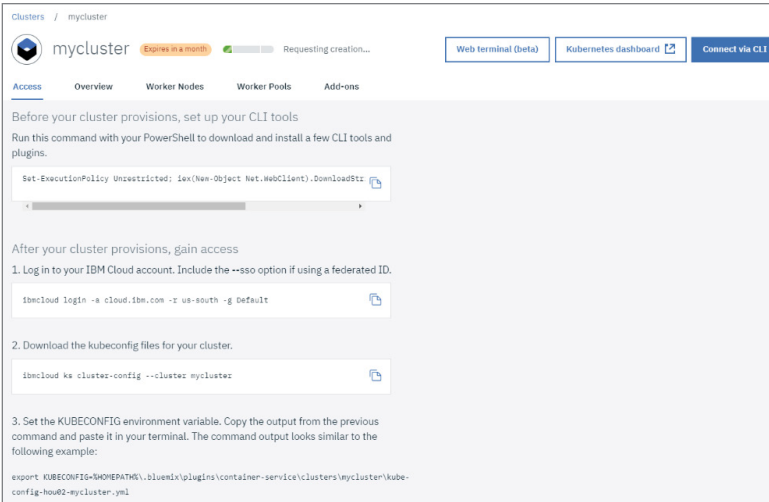 Clusters / mycluster
mycluster Expires in a month Requesting creation... Web terminal (beta) Kubernetes dashboard Connect via CLI
Access Overview Worker Nodes Worker Pools Add-ons
Before your cluster provisions, set up your CLI tools
Run this command with your PowerShell to download and install a few CLI tools and
plugins.
Set-ExecutionPolicy Unrestricted; iex(New-Object Net.WebClient).DownloadStr
After your cluster provisions, gain access
1. Log in to your IBM Cloud account. Include the --sso option if using a federated ID.
ibmcloud login -a cloud.ibm.com -r us-south -g Default
2. Download the kubeconfig files for your cluster.
ibmcloud ks cluster-config --cluster mycluster
3. Set the KUBECONFIG environment variable. Copy the output from the previous
command and paste it in your terminal. The command output looks similar to the
following example:
export KUBECONFIG=%HOMEPATH%\.bluemix\plugins\container-service\clusters\mycluster\kube-
config-hou02-mycluster.yml